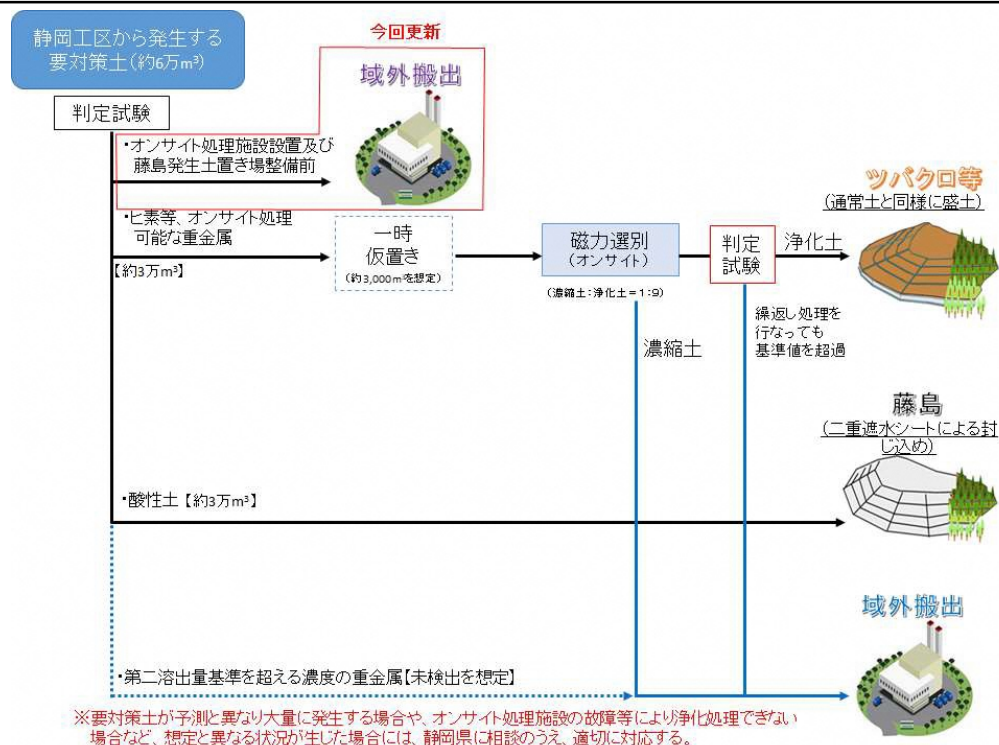 静岡工区から発生する
要対策土(約6万m³)
今回更新
域外搬出
判定試験
・オンサイト処理施設設置及び
藤島発生土置き場整備前
・ヒ素等、オンサイト処理
可能な重金属
【約3万m³】
一時
仮置き
(約3,000㎥を想定)
磁力選別
(オンサイト)
(濃縮土:浄化土=1:9)
判定
試験
浄化土
ツバクロ等
(通常土と同様に盛土)
濃縮土
繰返し処理を
行なっても
基準値を超過
藤島
(二重遮水シートによる封
じ込め)
・酸性土【約3万m³】
域外搬出
・第二溶出量基準を超える濃度の重金属【未検出を想定】
※要対策土が予測と異なり大量に発生する場合や、オンサイト処理施設の故障等により浄化処理できない
場合など、想定と異なる状況が生じた場合には、静岡県に相談のうえ、適切に対応する。